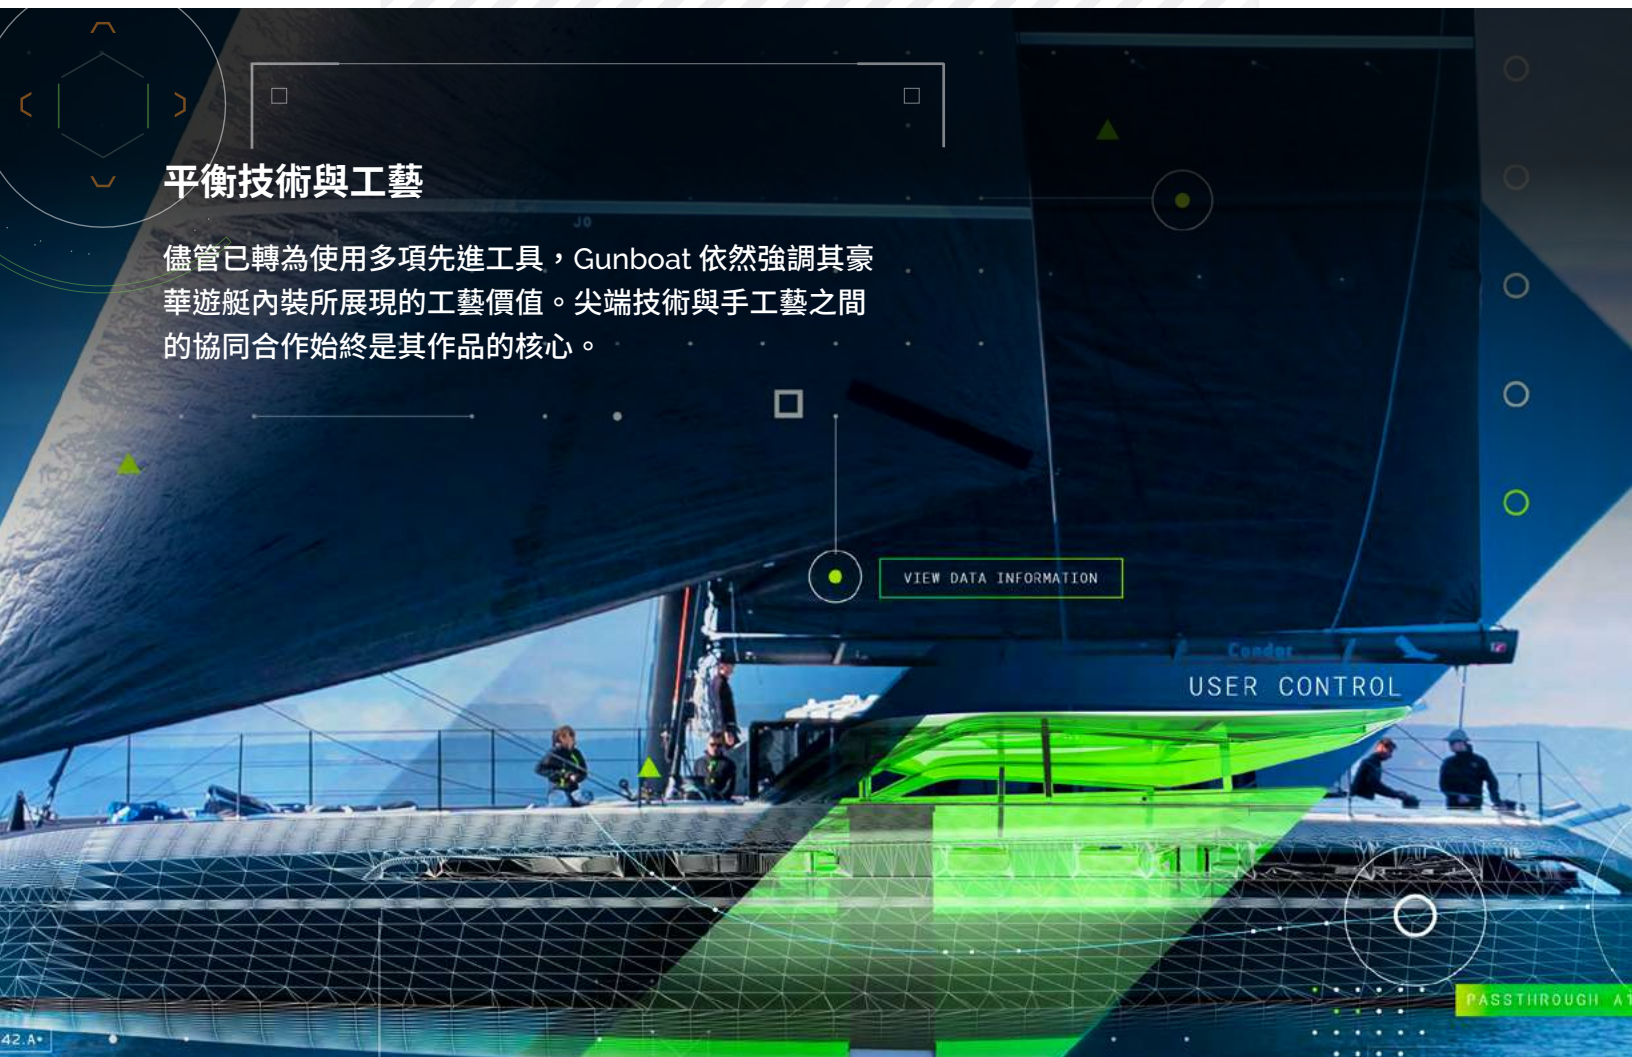 平衡技術與工藝
儘管已轉為使用多項先進工具，Gunboat 依然強調其豪
華遊艇內裝所展現的工藝價值。尖端技術與手工藝之間
的協同合作始終是其作品的核心。
J0
VIEW DATA INFORMATION
Condor
USER CONTROL
PASSTHROUGH AT
42.A